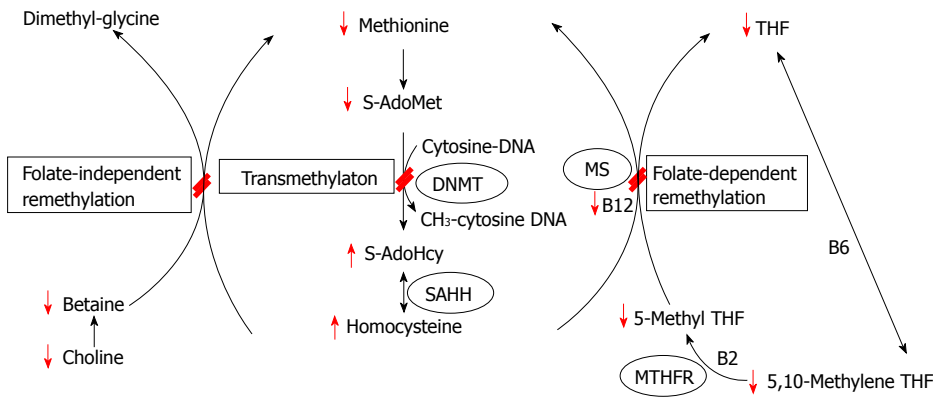 Dimethyl-glycine
Methionine
THF
S-AdoMet
Cytosine-DNA
Folate-independent
remethylation
Transmethylaton
DNMT
MS
Folate-dependent
remethylation
B12
CH₃-cytosine DNA
S-AdoHcy
B6
SAHH
Betaine
Homocysteine
5-Methyl THF
Choline
B2
MTHFR
5,10-Methylene THF